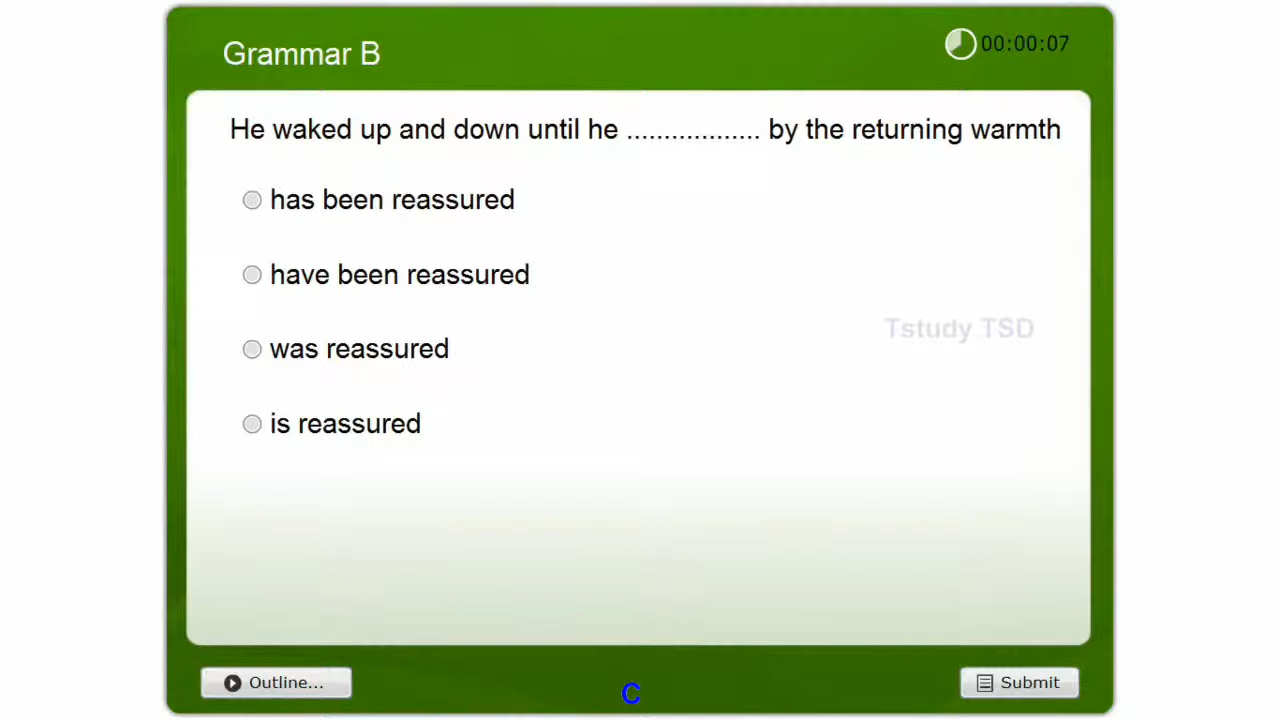 Grammar B
00:00:07
He waked up and down until he .................. by the returning warmth
has been reassured
have been reassured
was reassured
Tstudy TSD
is reassured
Outline...
C
Submit